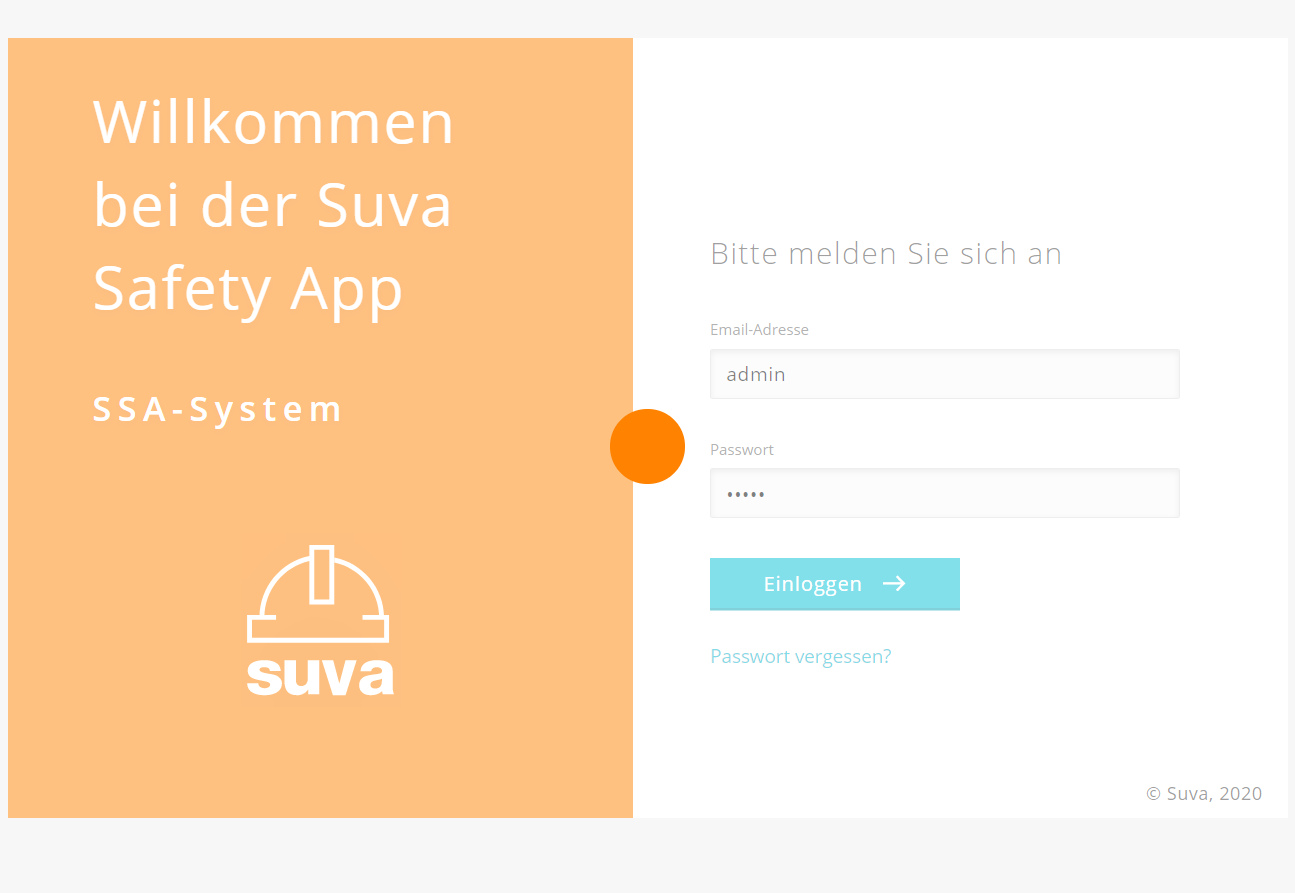 Willkommen
bei der Suva
Safety App
SSA-System
suva
Bitte melden Sie sich an
Email-Adresse
admin
Passwort
•••••
Einloggen →
Passwort vergessen?
© Suva, 2020